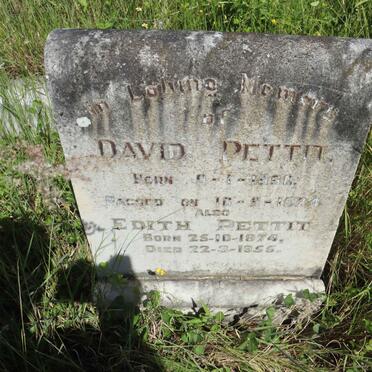 In Loving Memory
of
DAVID PETTIT.
BORN
PASSED ON
ALSO
EDITH PETTIT
BORN 25-10-1874.
DIED 22-9-1956.